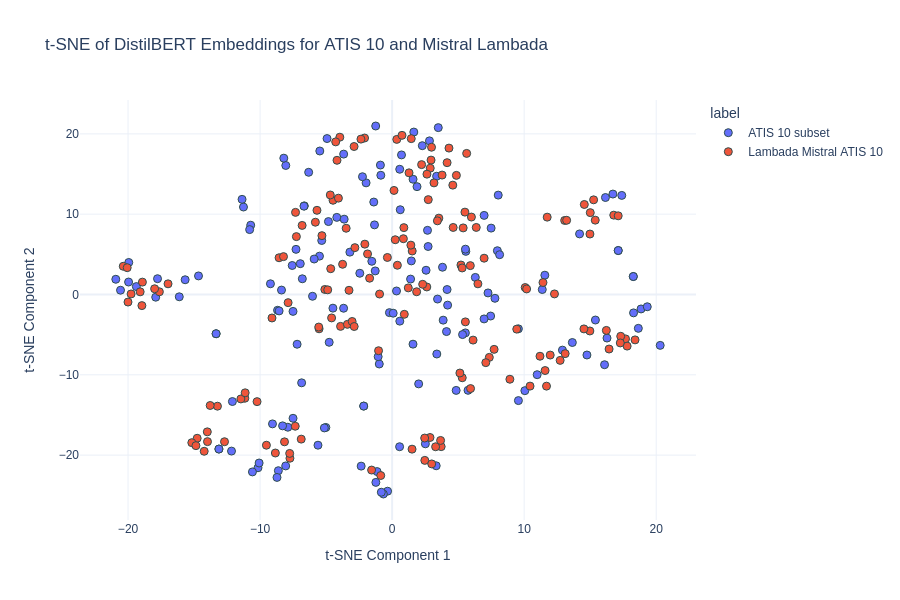 t-SNE of DistilBERT Embeddings for ATIS 10 and Mistral Lambada
label
ATIS 10 subset
Lambada Mistral ATIS 10
t-SNE Component 2
20
10
0
−10
−20
−20 −10 0 10 20
t-SNE Component 1